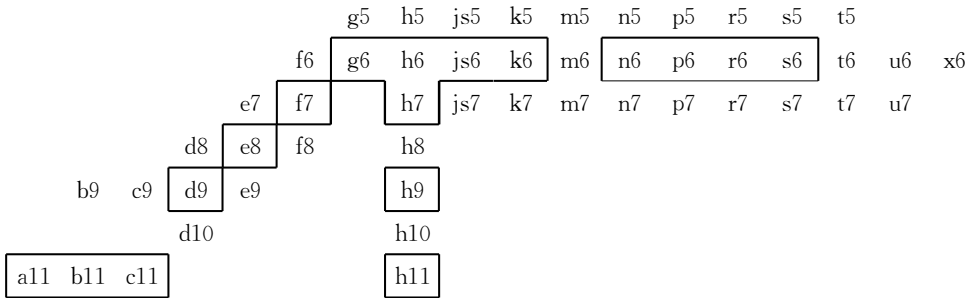 g5 h5 js5 k5 m5 n5 p5 r5 s5 t5
f6 g6 h6 js6 k6 m6 n6 p6 r6 s6 t6 u6 x6
e7 f7 h7 js7 k7 m7 n7 p7 r7 s7 t7 u7
d8 e8 f8 h8
b9 c9 d9 e9 h9
d10 h10
a11 b11 c11 h11